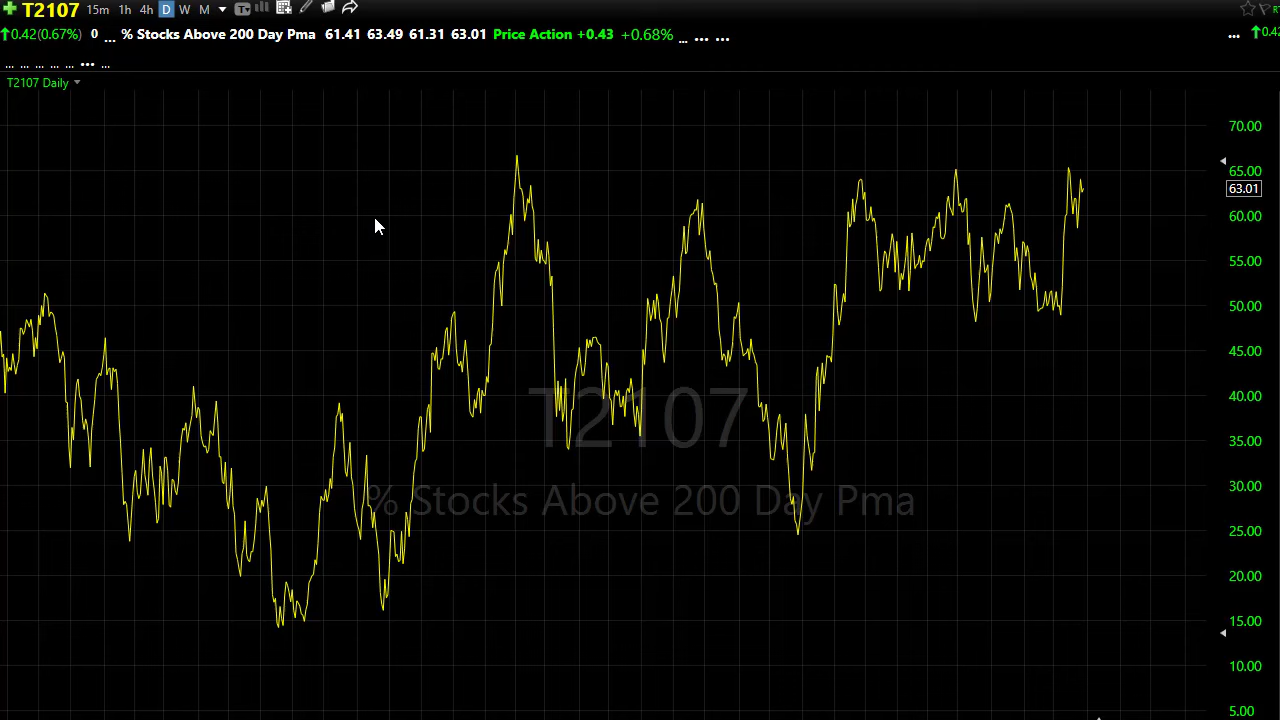 T2107 15m 1h 4h D W M
0.42(0.67%) 0 ... % Stocks Above 200 Day Pma 61.41 63.49 61.31 63.01 Price Action +0.43 +0.68% ... ... ... ... 0.42
... ... ... ... ... ... ...
T2107 Daily
70.00
65.00
63.01
60.00
55.00
50.00
45.00
40.00
35.00
30.00
25.00
20.00
15.00
10.00
5.00
T2107
% Stocks Above 200 Day Pma